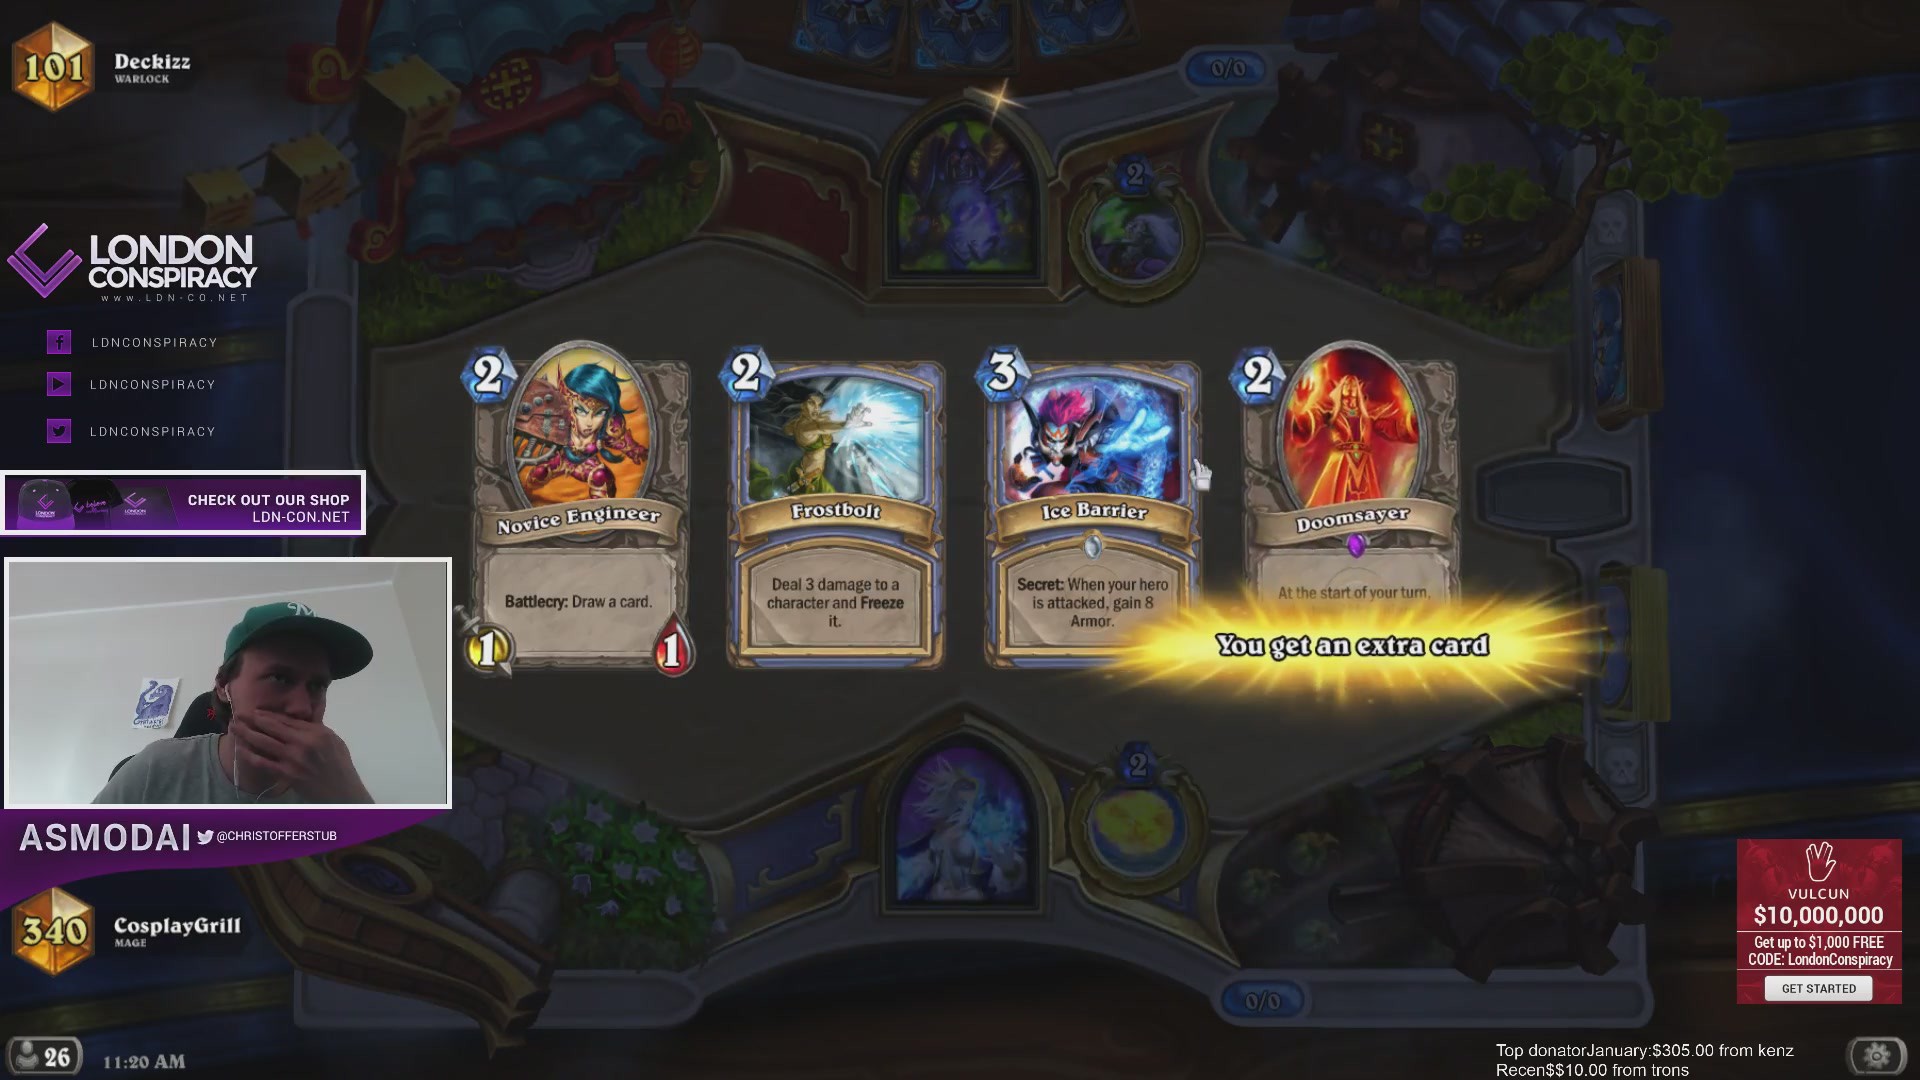 101
Deckizz
WARLOCK
0/0
2
LONDON
CONSPIRACY
WWW.LDN-CO.NET
LDNCONSPIRACY
LDNCONSPIRACY
LDNCONSPIRACY
CHECK OUT OUR SHOP
LDN-CON.NET
2
Novice Engineer
Battlecry: Draw a card.
1
1
2
Frostbolt
Deal 3 damage to a
character and Freeze
it.
3
Ice Barrier
Secret: When your hero
is attacked, gain 8
Armor.
2
Doomsayer
At the start of your turn,
You get an extra card
2
ASMODAI
@CHRISTOFFERSTUB
340
CosplayGrill
MAGE
0/0
VULCUN
$10,000,000
Get up to $1,000 FREE
CODE: LondonConspiracy
GET STARTED
26
11:20 AM
Top donatorJanuary:$305.00 from kenz
Recen$$10.00 from trons